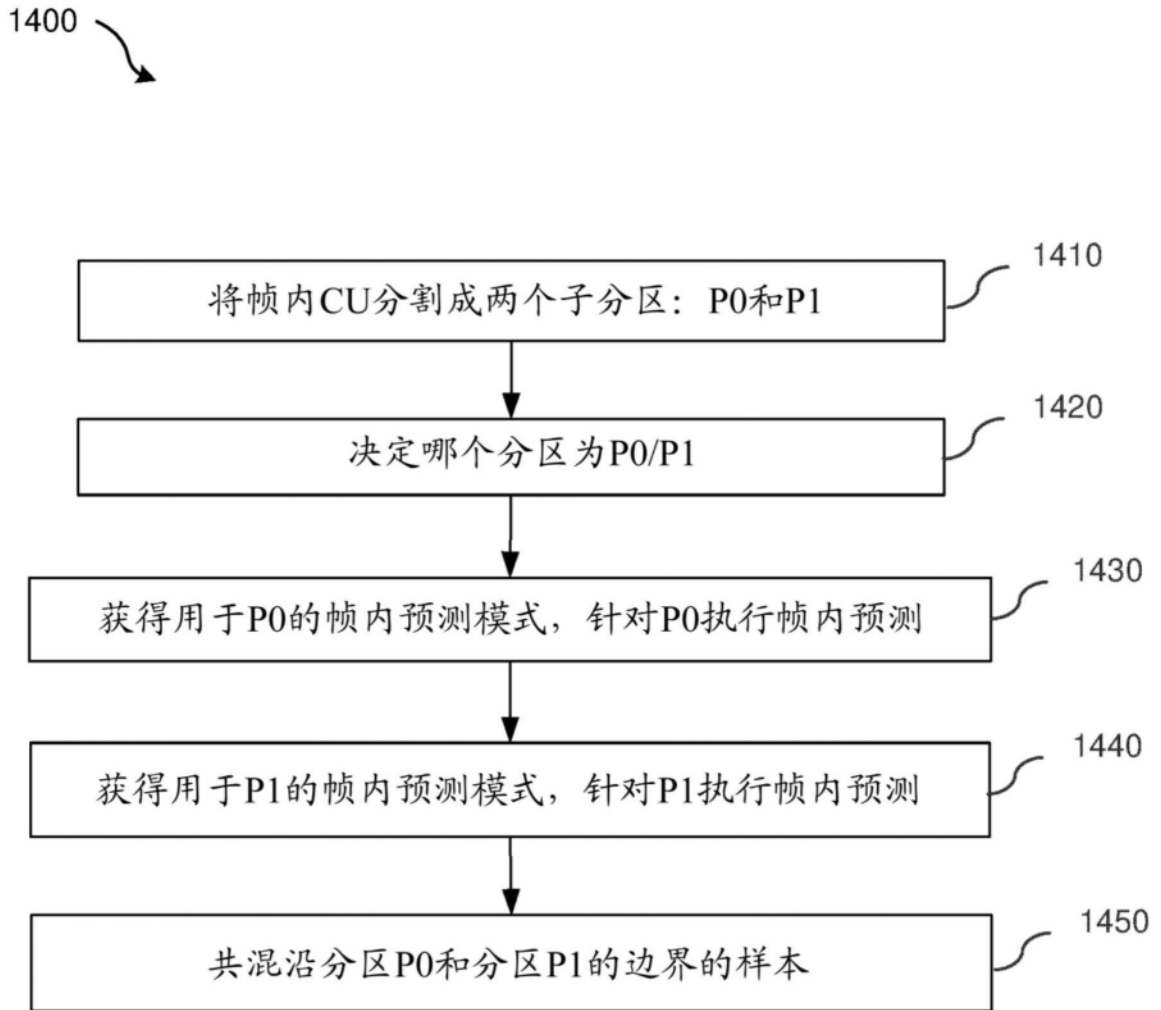 1400
1410
将帧内CU分割成两个子分区：P0和P1
1420
决定哪个分区为P0/P1
1430
获得用于P0的帧内预测模式，针对P0执行帧内预测
1440
获得用于P1的帧内预测模式，针对P1执行帧内预测
1450
共混沿分区P0和分区P1的边界的样本